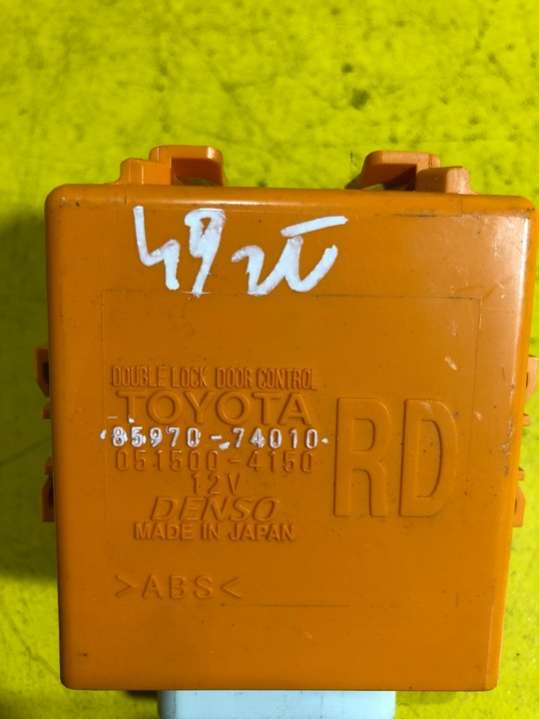 DOUBLE LOCK DOOR CONTROL
TOYOTA
85970-74010
051500-4150
RD
12V
DENSO
MADE IN JAPAN
>ABS<